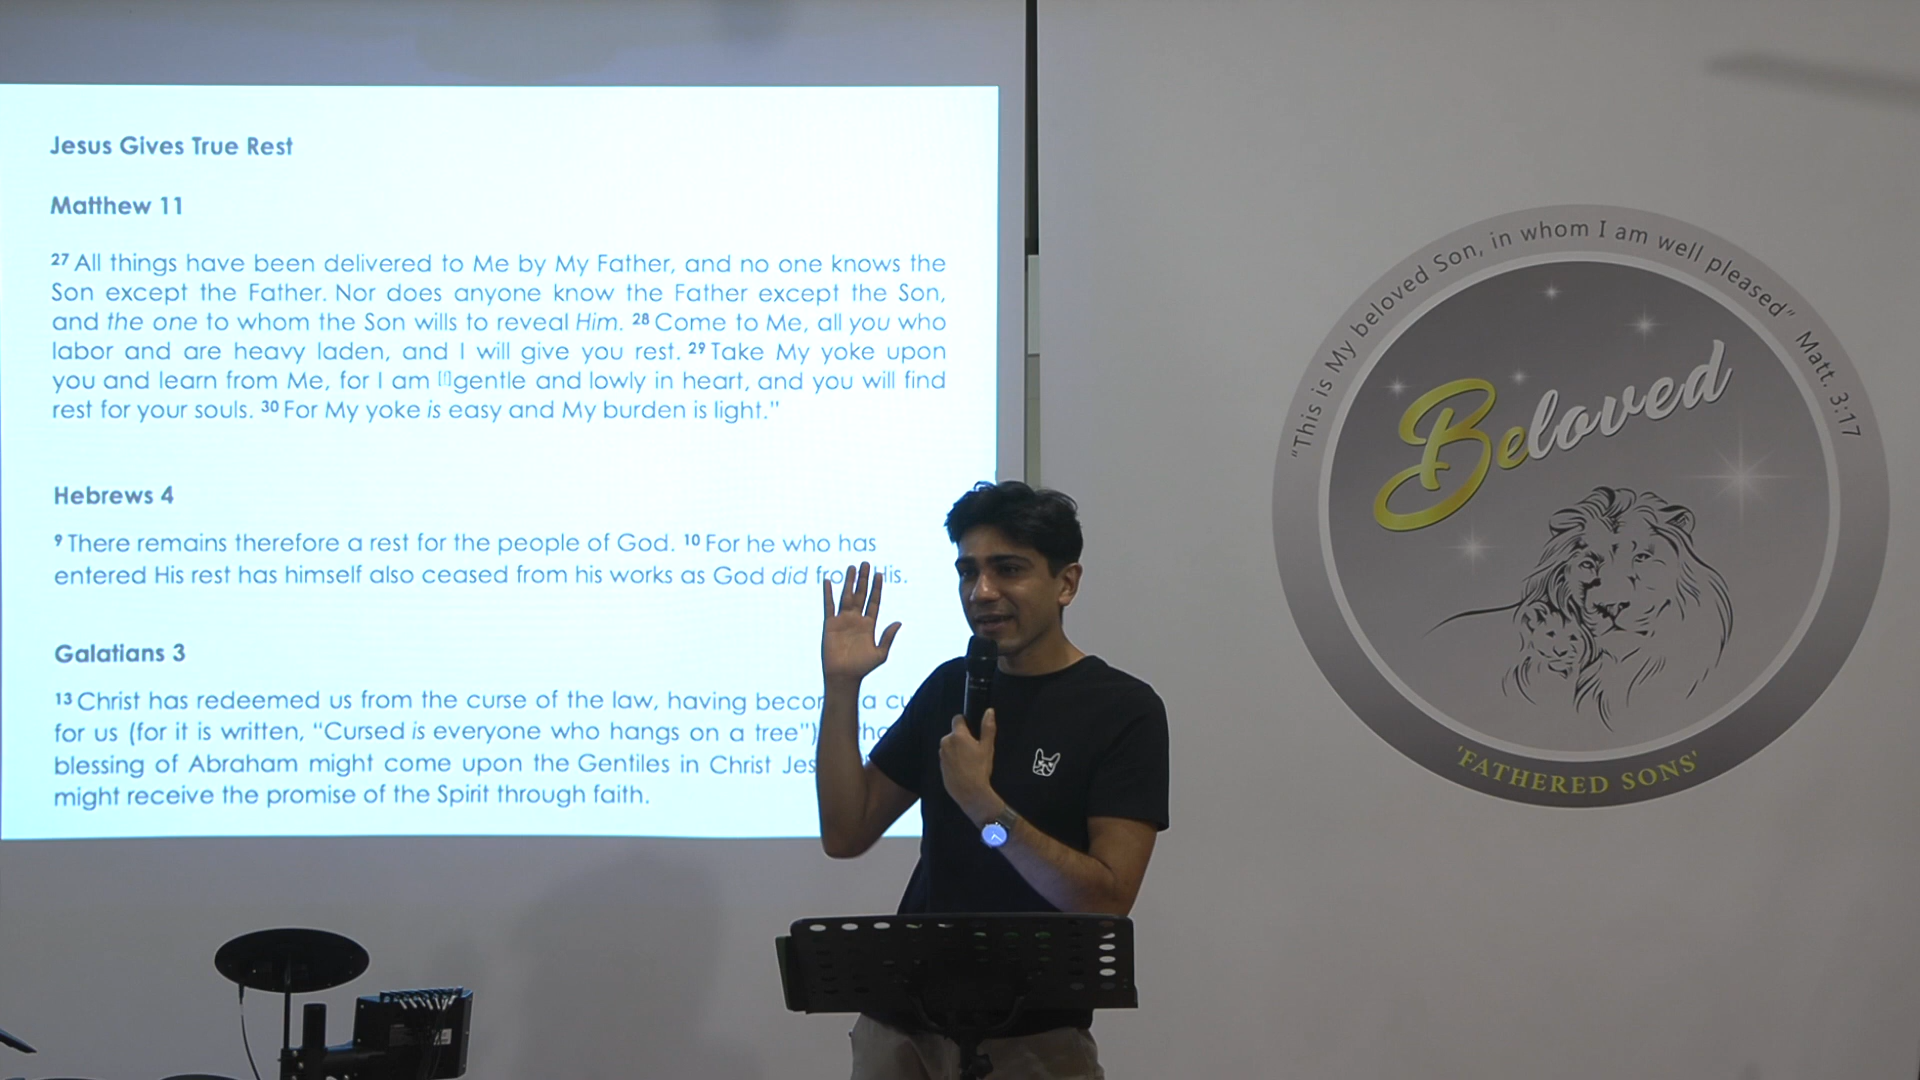 Jesus Gives True Rest
Matthew 11
27 All things have been delivered to Me by My Father, and no one knows the
Son except the Father. Nor does anyone know the Father except the Son,
and the one to whom the Son wills to reveal Him. 28 Come to Me, all you who
labor and are heavy laden, and I will give you rest. 29 Take My yoke upon
you and learn from Me, for I am [f]gentle and lowly in heart, and you will find
rest for your souls. 30 For My yoke is easy and My burden is light."
Hebrews 4
9 There remains therefore a rest for the people of God. 10 For he who has
entered His rest has himself also ceased from his works as God did His.
Galatians 3
13 Christ has redeemed us from the curse of the law, having a
for us (for it is written, "Cursed is everyone who hangs on a tree")
blessing of Abraham might come upon the Gentiles in Christ
might receive the promise of the Spirit through faith.
"This is My beloved Son, in whom I am well pleased" Matt. 3:17
Beloved
'FATHERED SONS'